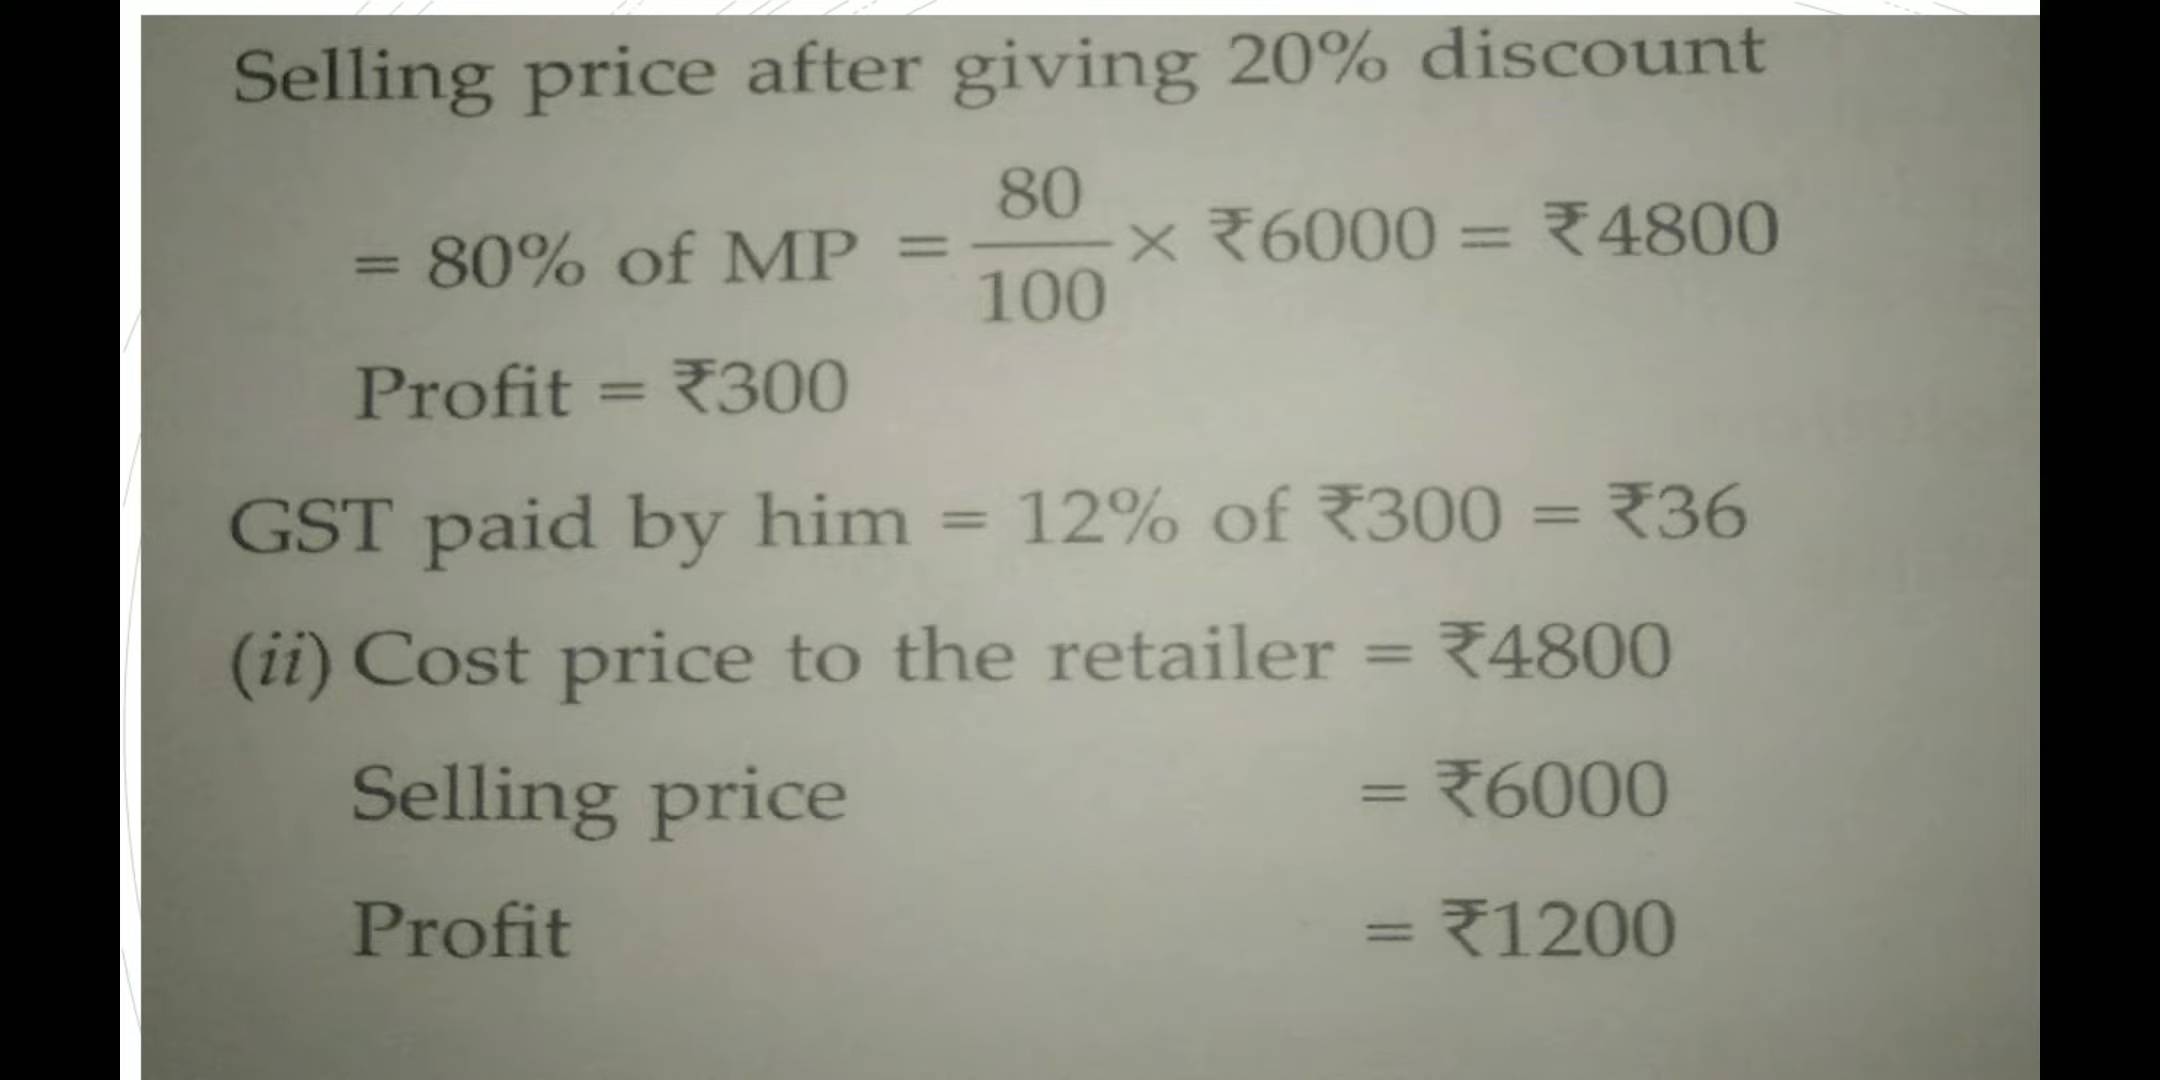 Selling price after giving 20% discount
= 80% of MP = 80/100 × ₹6000 = ₹4800
Profit = ₹300
GST paid by him = 12% of ₹300 = ₹36
(ii) Cost price to the retailer = ₹4800
Selling price = ₹6000
Profit = ₹1200